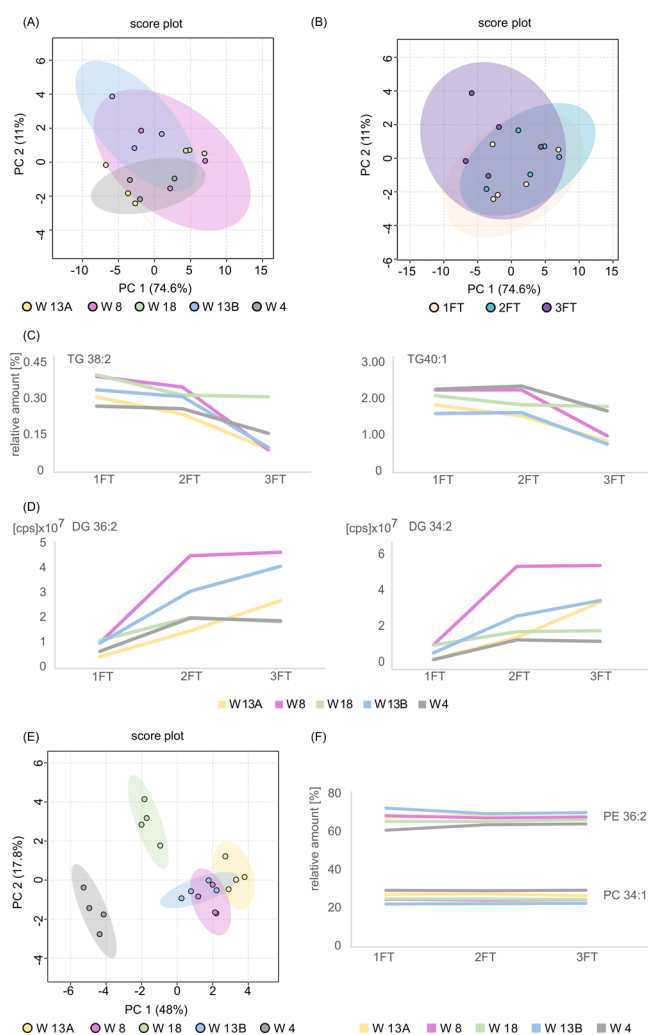 (A)
score plot
6
4
2
0
-2
-4
PC 2 (11%)
-10
-5
0
5
10
15
PC 1 (74.6%)
W 13A
W 8
W 18
W 13B
W 4
(B)
score plot
6
4
2
0
-2
-4
-6
PC 2 (11%)
-15
-10
-5
0
5
10
15
PC 1 (74.6%)
1FT
2FT
3FT
(C)
TG 38:2
relative amount [%]
0.45
0.30
0.15
0
1FT
2FT
3FT
TG40:1
3.00
2.00
1.00
0
1FT
2FT
3FT
(D)
[cps]x10⁷ DG 36:2
5
4
3
2
1
0
1FT
2FT
3FT
[cps]x10⁷ DG 34:2
6
4
2
0
1FT
2FT
3FT
W 13A
W8
W 18
W13B
W4
(E)
score plot
6
4
2
0
-2
-4
PC 2 (17.8%)
-6
-4
-2
0
2
4
PC 1 (48%)
W 13A
W 8
W 18
W 13B
W 4
(F)
relative amount [%]
80
60
40
20
0
PE 36:2
PC 34:1
1FT
2FT
3FT
W 13A
W 8
W 18
W 13B
W 4